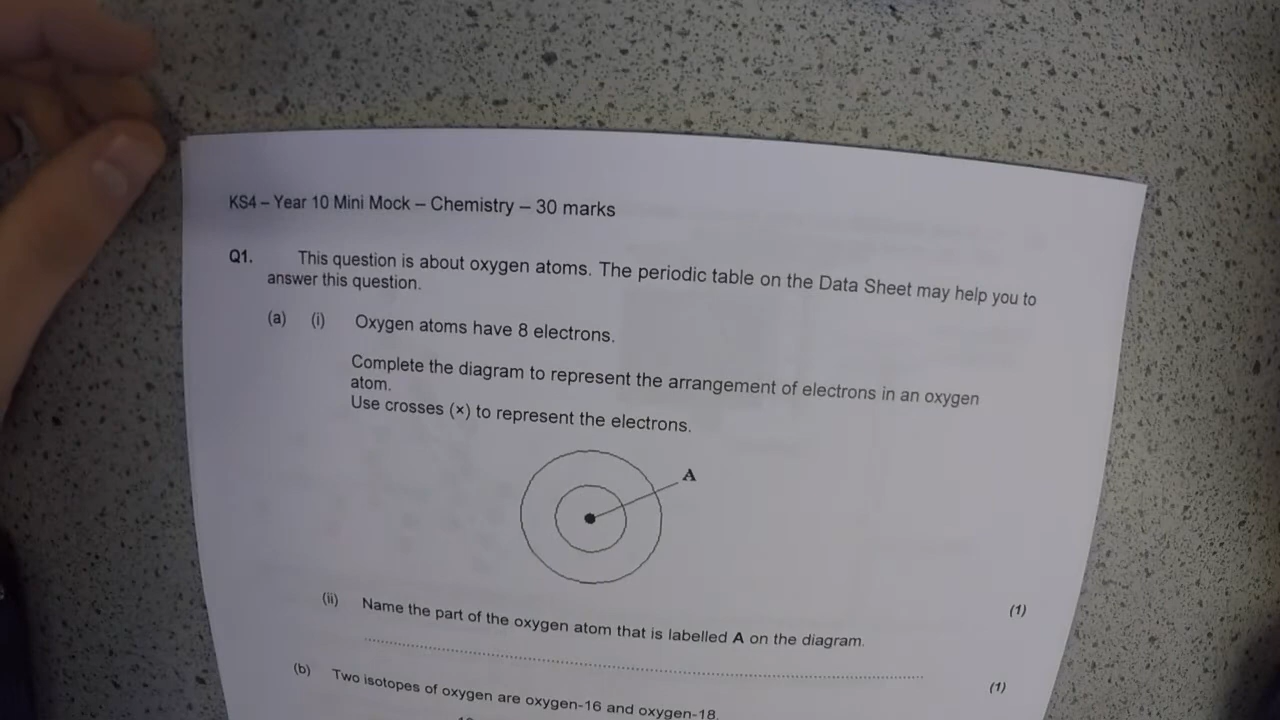 KS4 – Year 10 Mini Mock – Chemistry – 30 marks
Q1. This question is about oxygen atoms. The periodic table on the Data Sheet may help you to
answer this question.
(a) (i) Oxygen atoms have 8 electrons.
Complete the diagram to represent the arrangement of electrons in an oxygen
atom.
Use crosses (×) to represent the electrons.
A
(1)
(ii) Name the part of the oxygen atom that is labelled A on the diagram.
(1)
(b) Two isotopes of oxygen are oxygen-16 and oxygen-18.